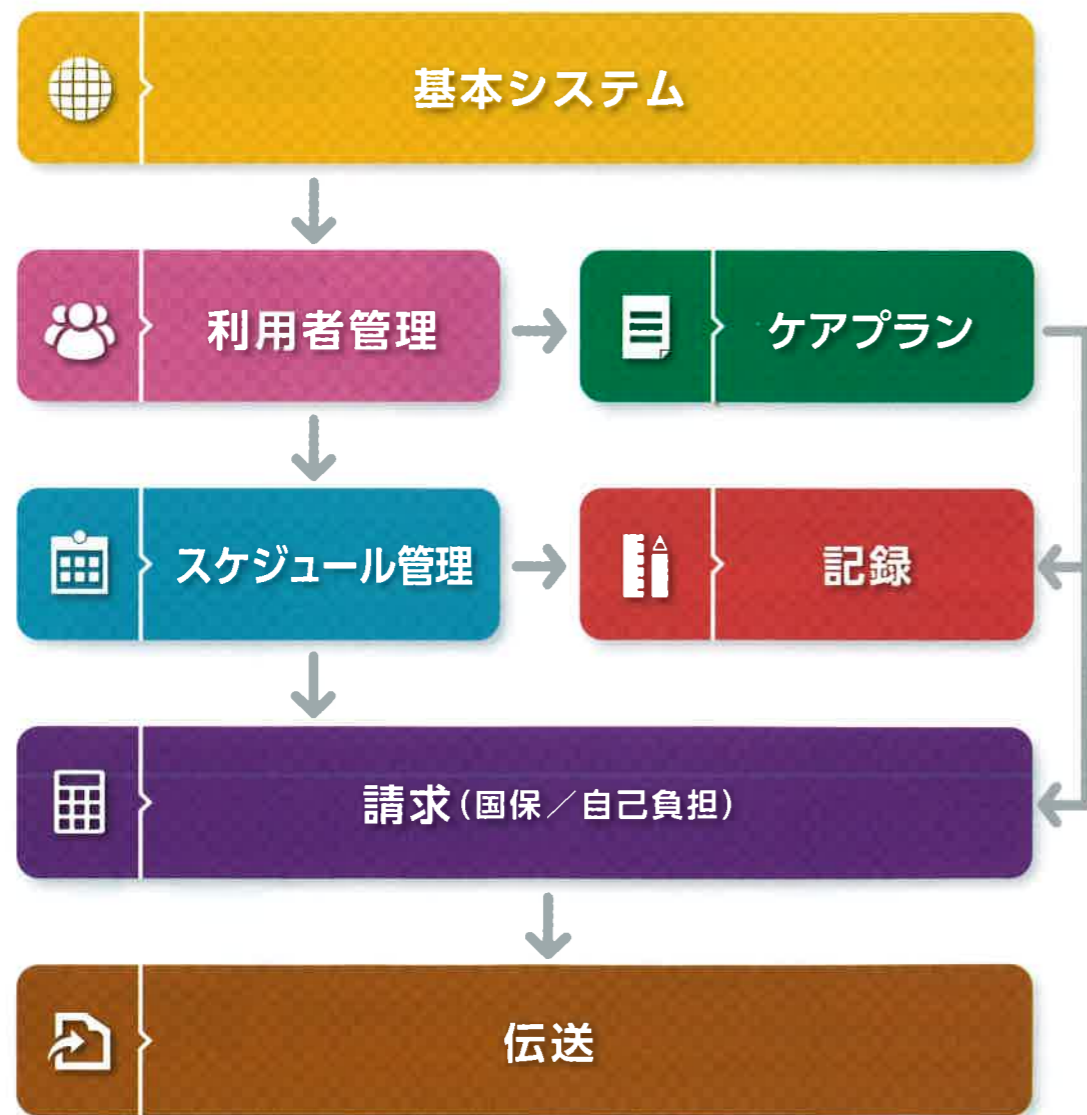 基本システム
利用者管理
ケアプラン
スケジュール管理
記録
請求(国保／自己負担)
伝送